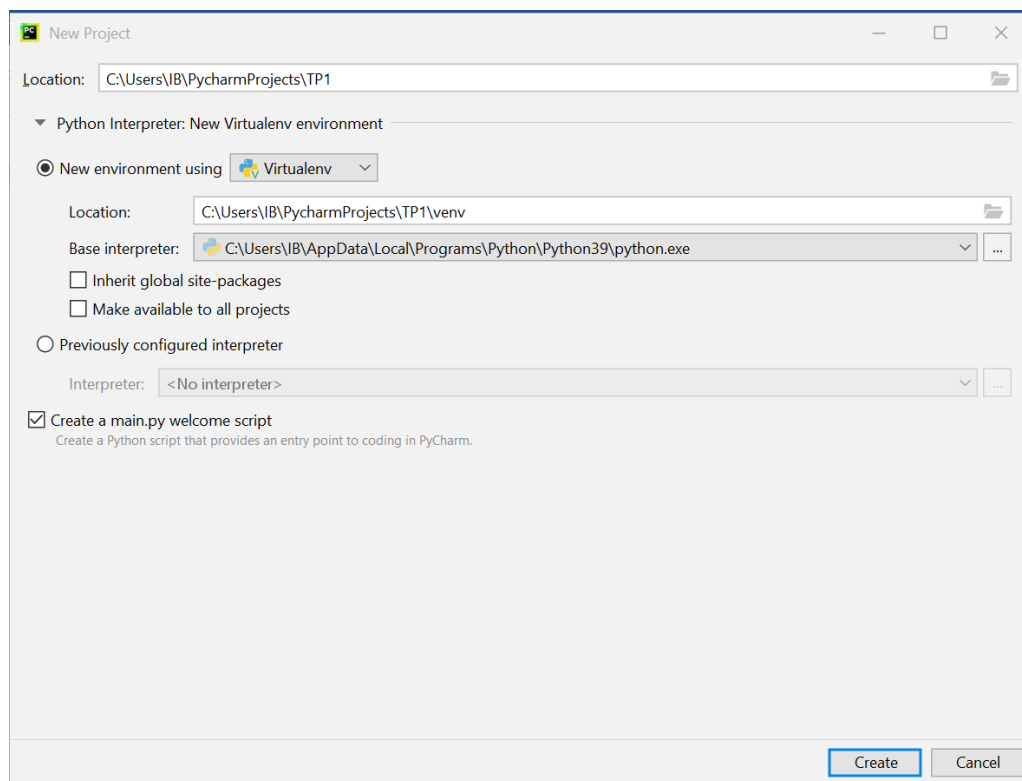 PC New Project
Location: C:\Users\IB\PycharmProjects\TP1
Python Interpreter: New Virtualenv environment
New environment using Virtualenv
Location: C:\Users\IB\PycharmProjects\TP1\venv
Base interpreter: C:\Users\IB\AppData\Local\Programs\Python\Python39\python.exe ...
Inherit global site-packages
Make available to all projects
Previously configured interpreter
Interpreter: <No interpreter> ...
Create a main.py welcome script
Create a Python script that provides an entry point to coding in PyCharm.
Create Cancel